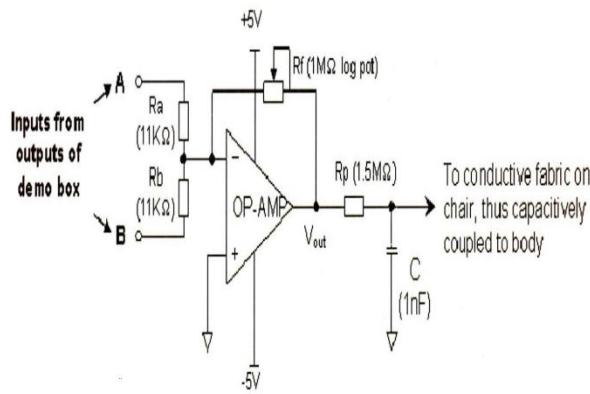 +5V
Rf (1MΩ log pot)
A
Ra
(11KΩ)
Inputs from
outputs of
demo box
Rb
(11KΩ)
B
−
+
OP-AMP
Vout
Rp (1.5MΩ)
To conductive fabric on
chair, thus capacitively
coupled to body
C
(1nF)
-5V